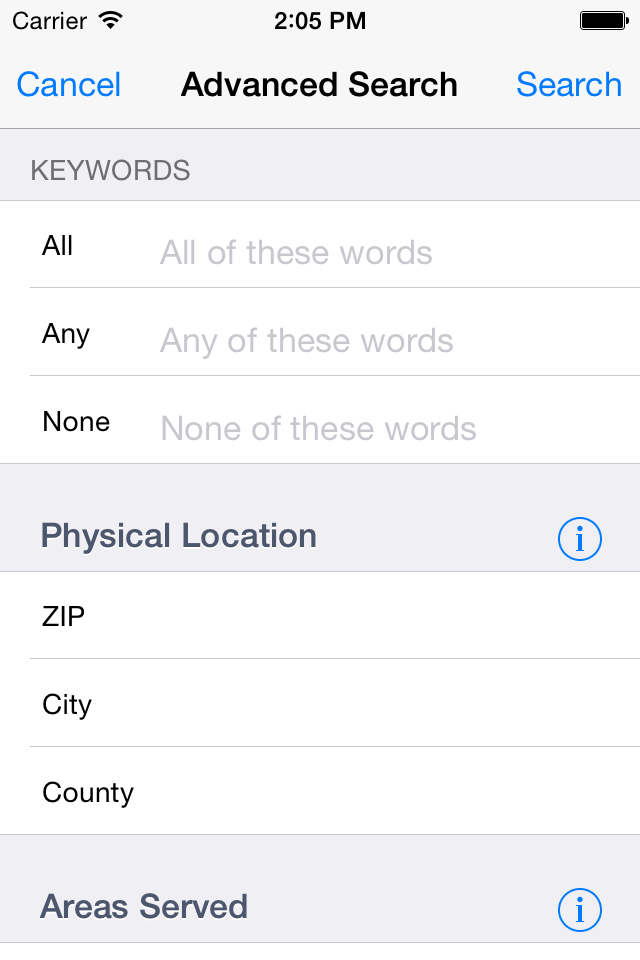 Carrier 2:05 PM
Cancel Advanced Search Search
KEYWORDS
All All of these words
Any Any of these words
None None of these words
Physical Location i
ZIP
City
County
Areas Served i